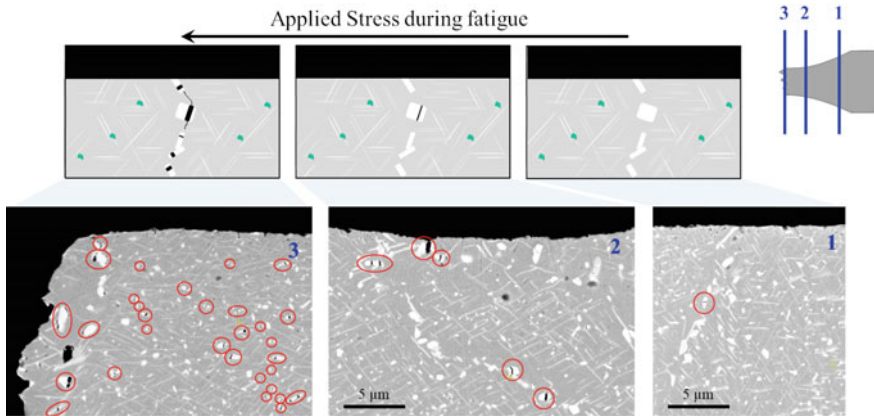 Applied Stress during fatigue
3 2 1
3
2
1
5 μm
5 μm